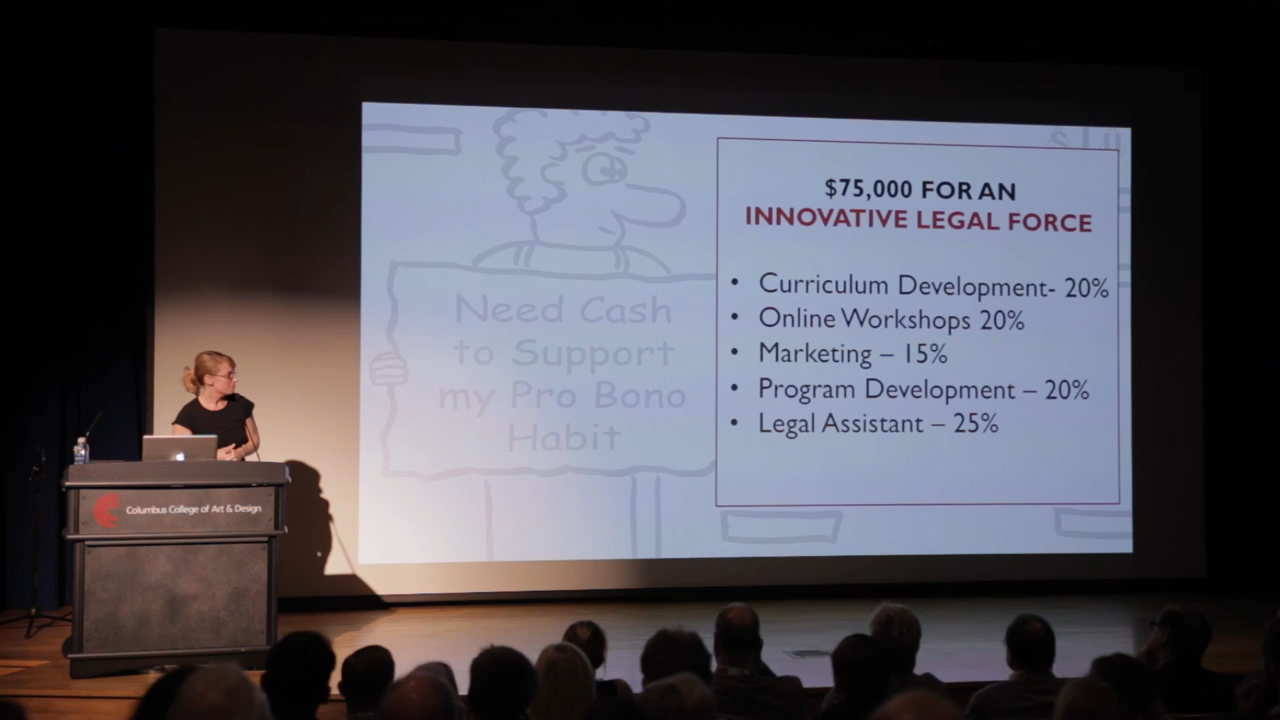 $75,000 FOR AN
INNOVATIVE LEGAL FORCE
• Curriculum Development- 20%
• Online Workshops 20%
• Marketing – 15%
• Program Development – 20%
• Legal Assistant – 25%
Need Cash
to Support
my Pro Bono
Habit
Columbus College of Art & Design